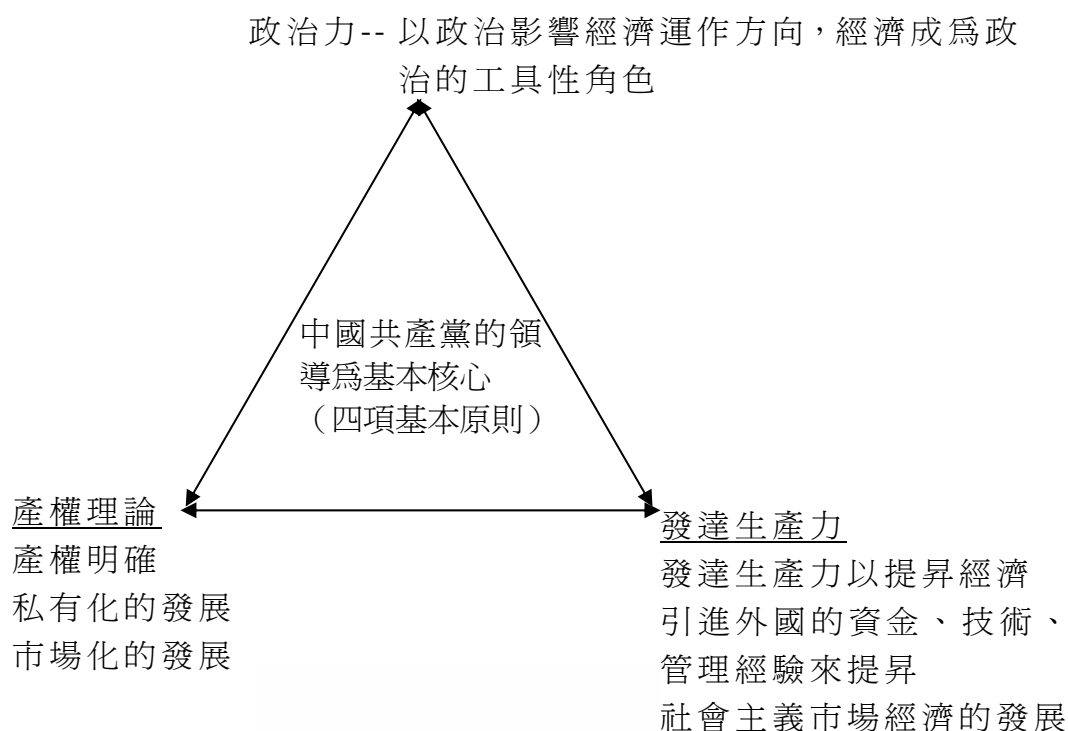 政治力-- 以政治影響經濟運作方向，經濟成爲政
治的工具性角色
中國共產黨的領
導爲基本核心
（四項基本原則）
產權理論
產權明確
私有化的發展
市場化的發展
發達生產力
發達生產力以提昇經濟
引進外國的資金、技術、
管理經驗來提昇
社會主義市場經濟的發展